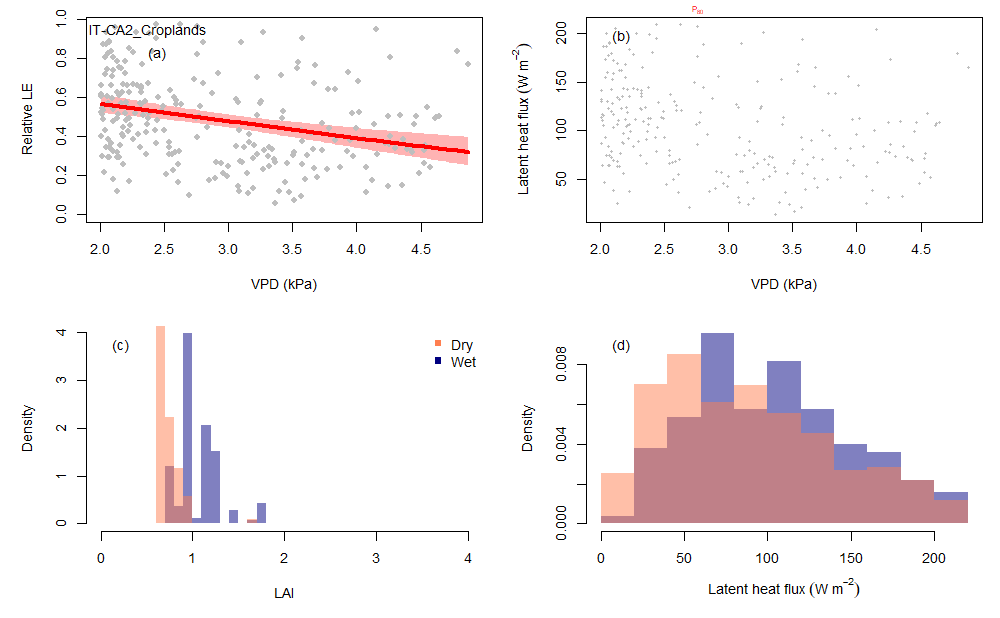 IT-CA2_Croplands
(a)
Relative LE
0.0 0.2 0.4 0.6 0.8 1.0
2.0 2.5 3.0 3.5 4.0 4.5
VPD (kPa)
(b)
Latent heat flux (W m−2)
50 100 150 200
2.0 2.5 3.0 3.5 4.0 4.5
VPD (kPa)
(c)
Dry
Wet
Density
0 1 2 3 4
0 1 2 3 4
LAI
(d)
Density
0.000 0.004 0.008
0 50 100 150 200
Latent heat flux (W m−2)